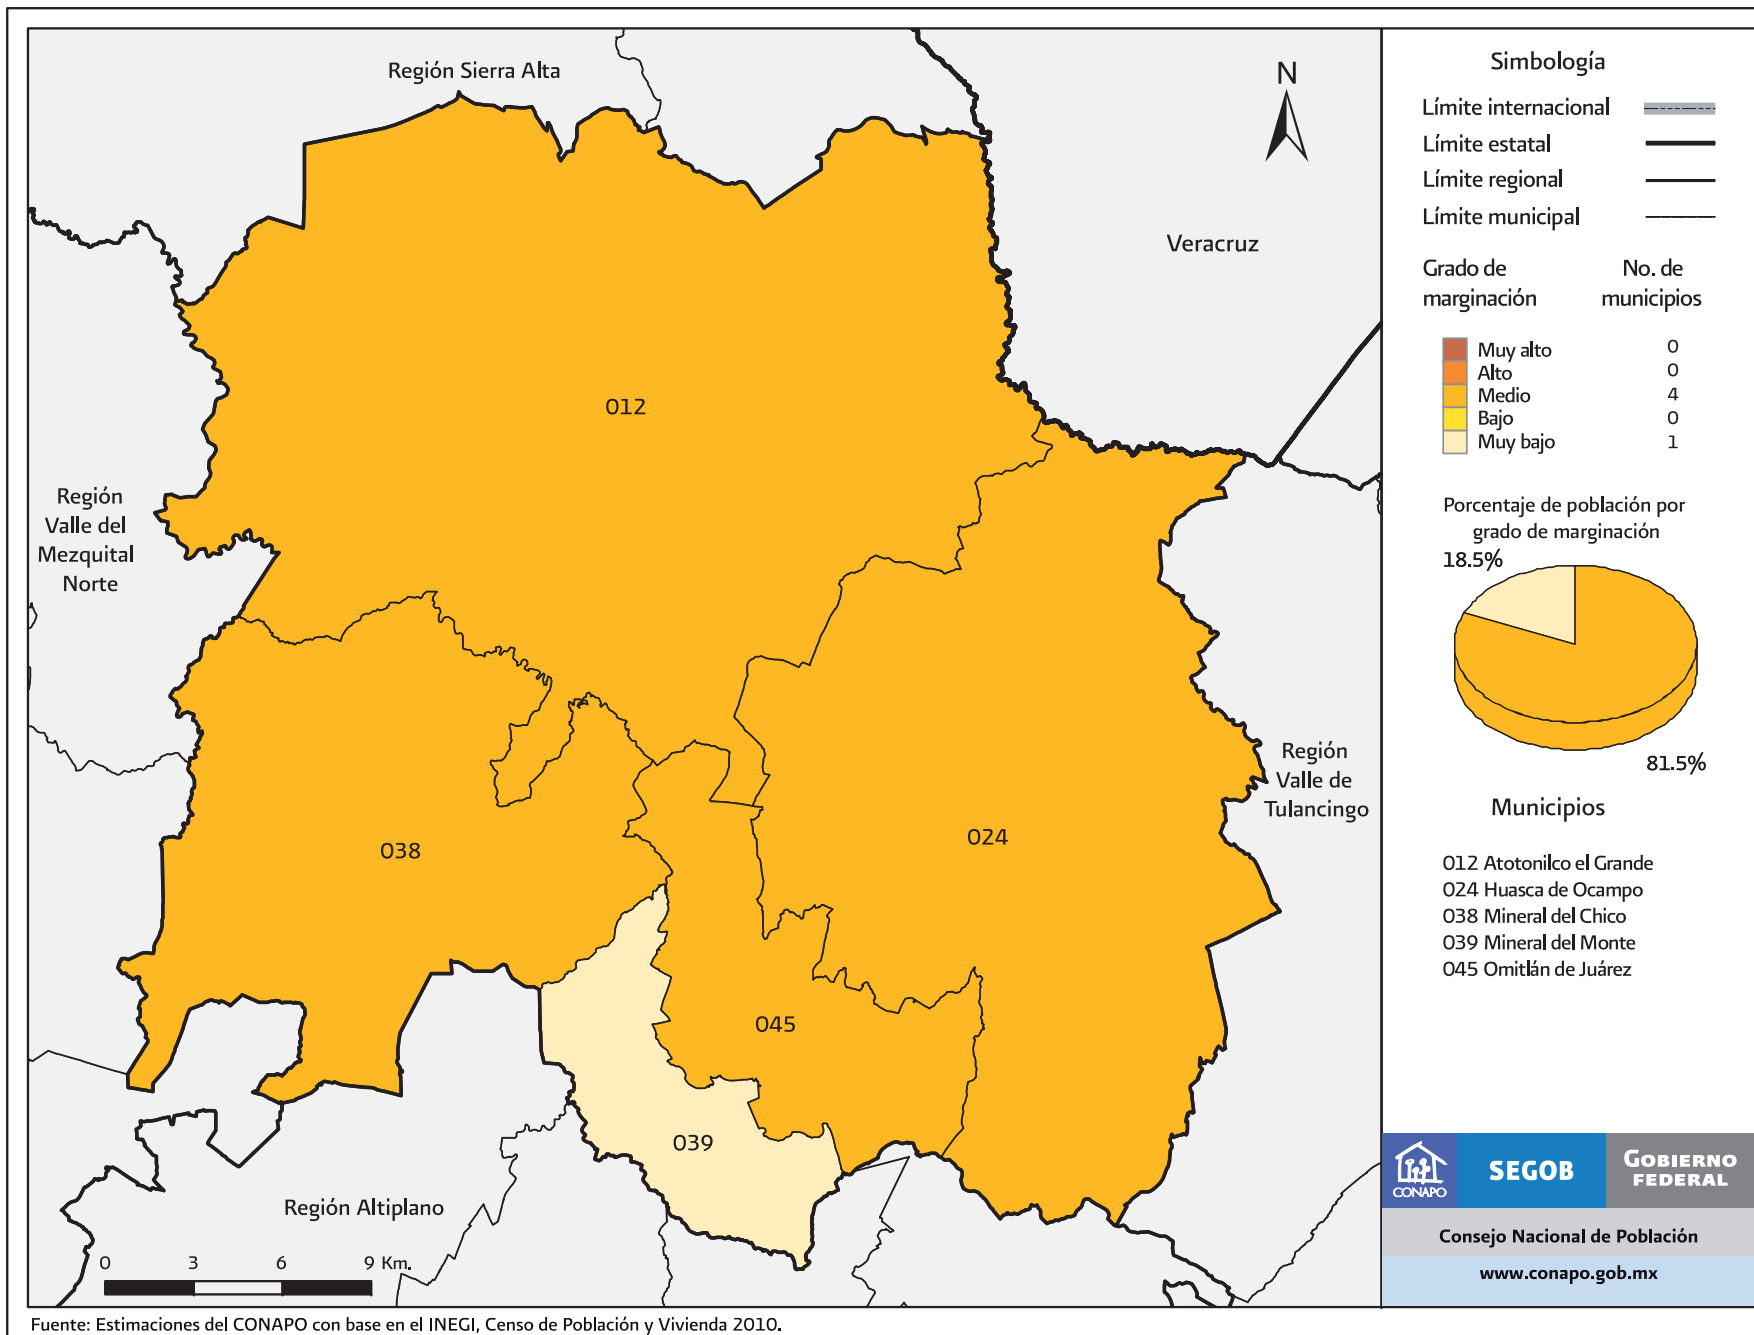 Región Sierra Alta
N
Veracruz
012
Región
Valle del
Mezquital
Norte
038
024
Región
Valle de
Tulancingo
045
039
Región Altiplano
0 3 6 9 Km.
Simbología
Límite internacional
Límite estatal
Límite regional
Límite municipal
Grado de marginación
No. de municipios
Muy alto 0
Alto 0
Medio 4
Bajo 0
Muy bajo 1
Porcentaje de población por
grado de marginación
18.5%
81.5%
Municipios
012 Atotonilco el Grande
024 Huasca de Ocampo
038 Mineral del Chico
039 Mineral del Monte
045 Omitlán de Juárez
CONAPO
SEGOB
GOBIERNO
FEDERAL
Consejo Nacional de Población
www.conapo.gob.mx
Fuente: Estimaciones del CONAPO con base en el INEGI, Censo de Población y Vivienda 2010.